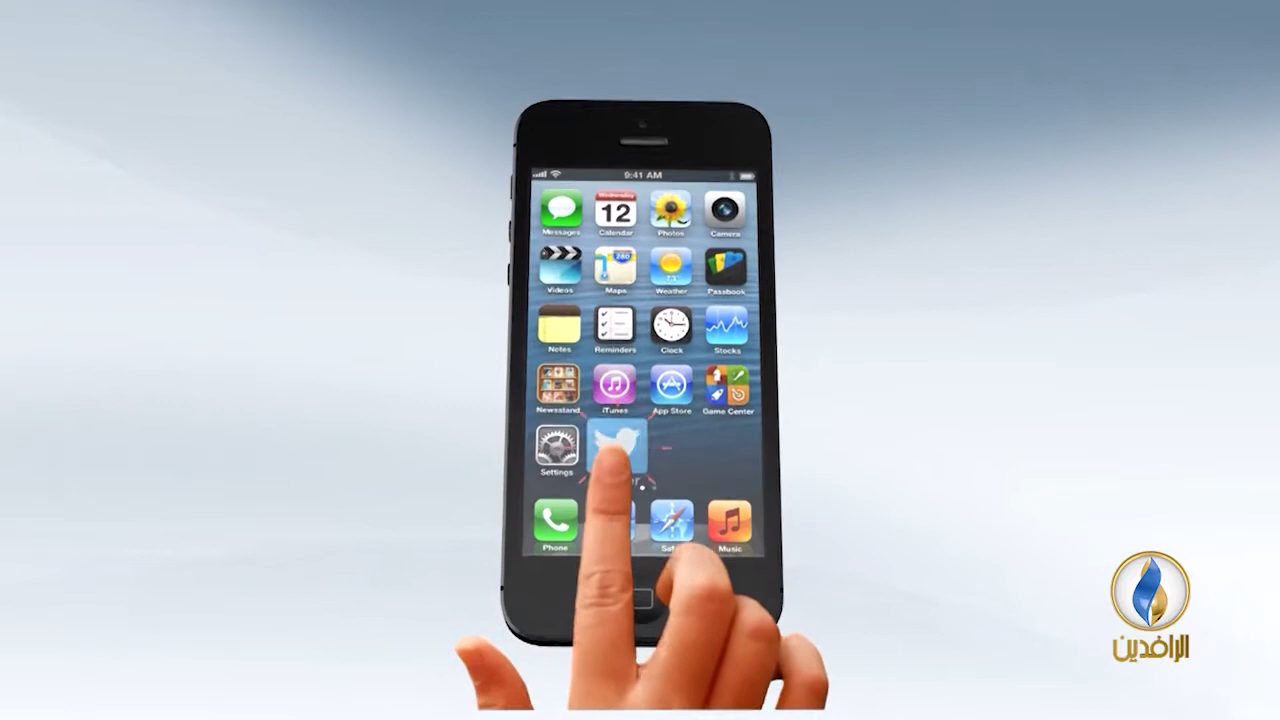 9:41 AM
Wednesday
12
Messages Calendar Photos Camera
280
Videos Maps Weather Passbook
Notes Reminders Clock Stocks
Newsstand iTunes App Store Game Center
Settings
Phone Music
الرافدين